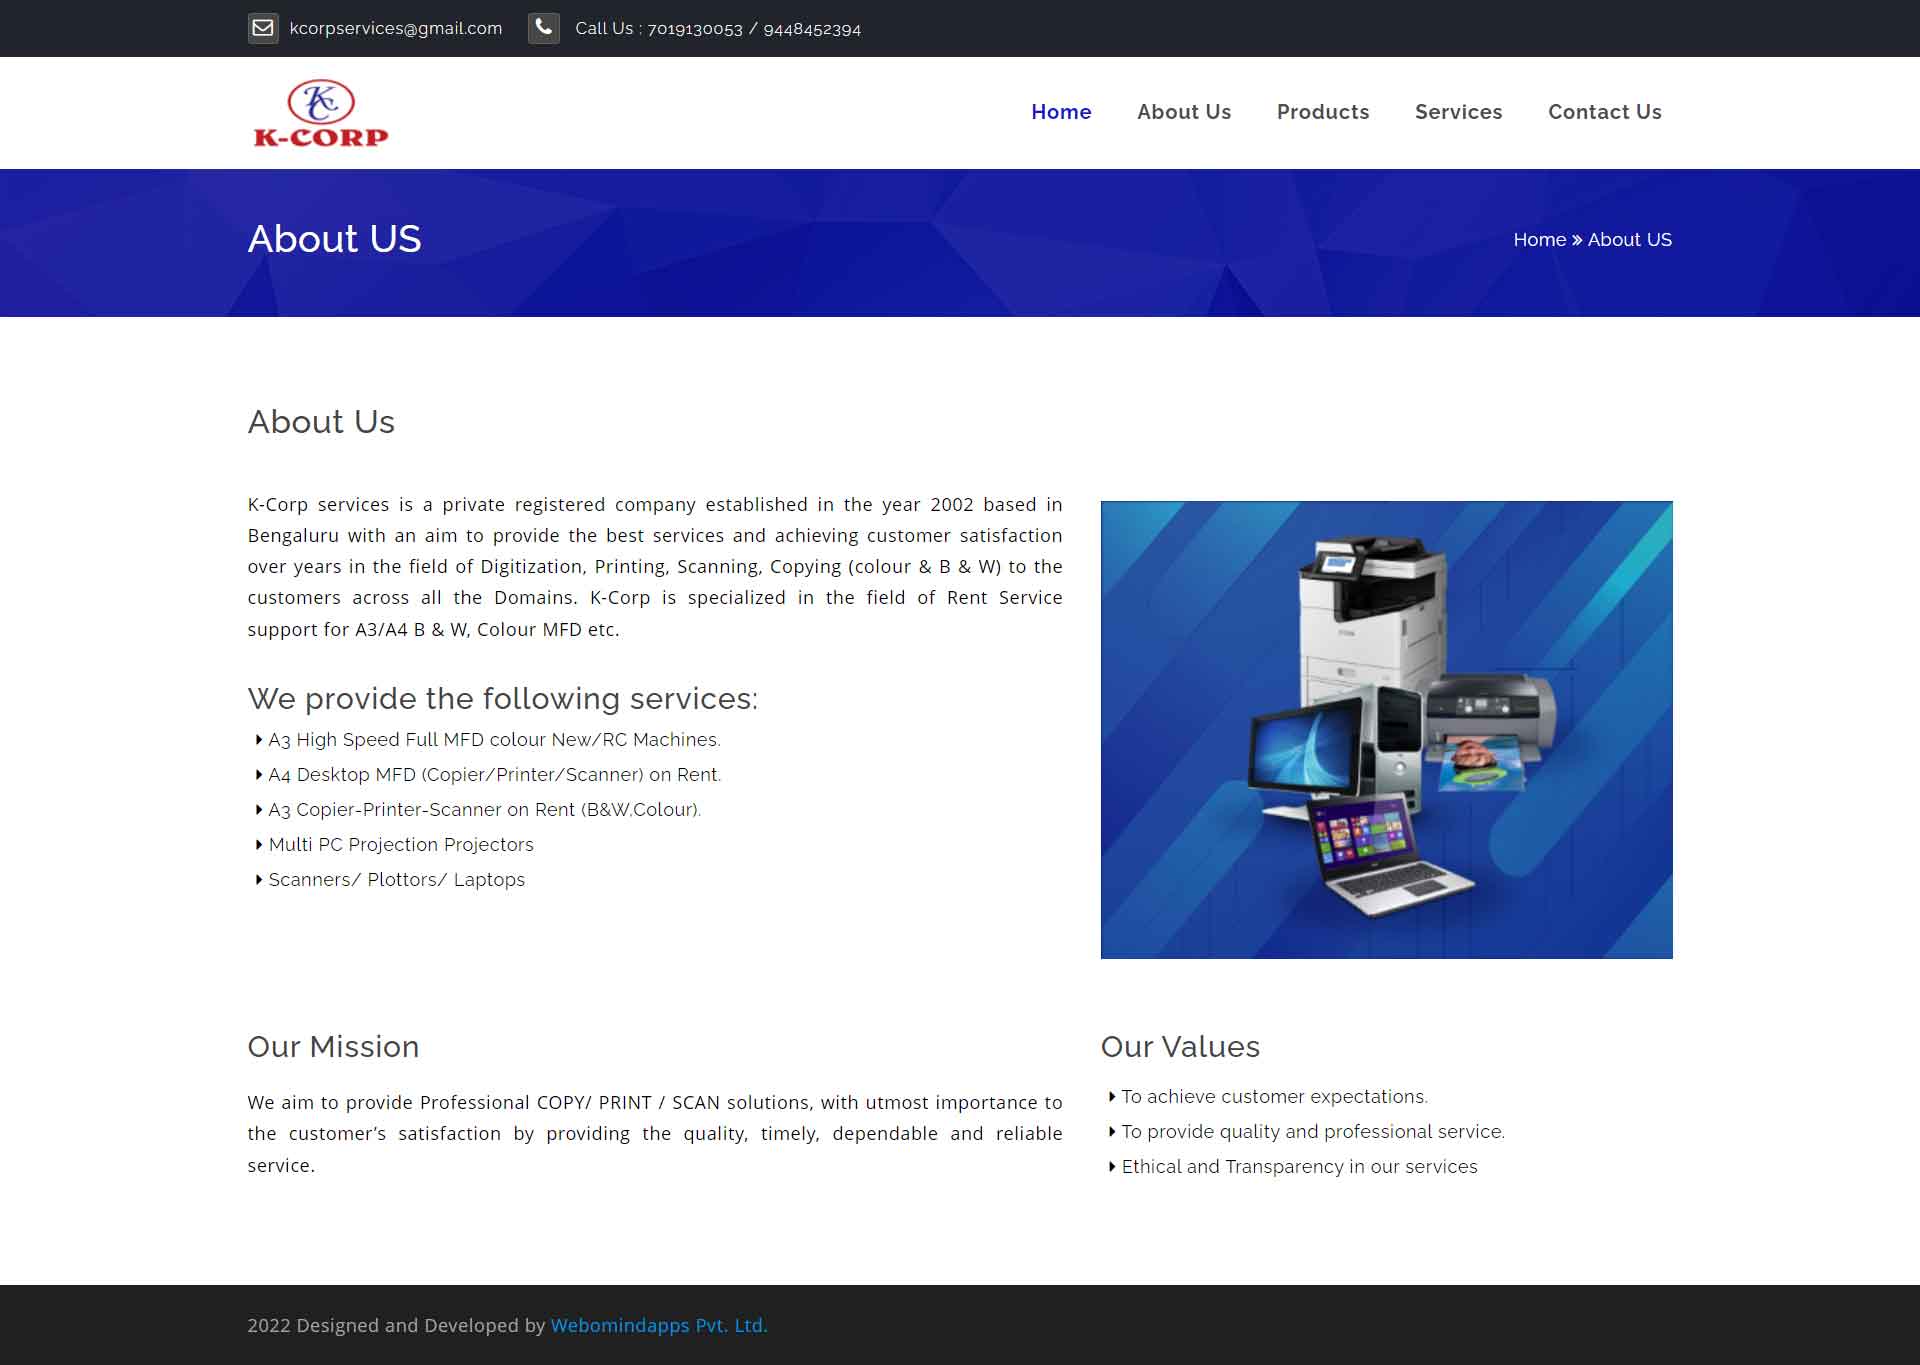 kcorpservices@gmail.com Call Us : 7019130053 / 9448452394
KC
K-CORP
Home About Us Products Services Contact Us
About US
Home » About US
About Us
K-Corp services is a private registered company established in the year 2002 based in
Bengaluru with an aim to provide the best services and achieving customer satisfaction
over years in the field of Digitization, Printing, Scanning, Copying (colour & B & W) to the
customers across all the Domains. K-Corp is specialized in the field of Rent Service
support for A3/A4 B & W, Colour MFD etc.
We provide the following services:
A3 High Speed Full MFD colour New/RC Machines.
A4 Desktop MFD (Copier/Printer/Scanner) on Rent.
A3 Copier-Printer-Scanner on Rent (B&W,Colour).
Multi PC Projection Projectors
Scanners/ Plottors/ Laptops
EPSON
Our Mission
We aim to provide Professional COPY/ PRINT / SCAN solutions, with utmost importance to
the customer's satisfaction by providing the quality, timely, dependable and reliable
service.
Our Values
To achieve customer expectations.
To provide quality and professional service.
Ethical and Transparency in our services
2022 Designed and Developed by Webomindapps Pvt. Ltd.